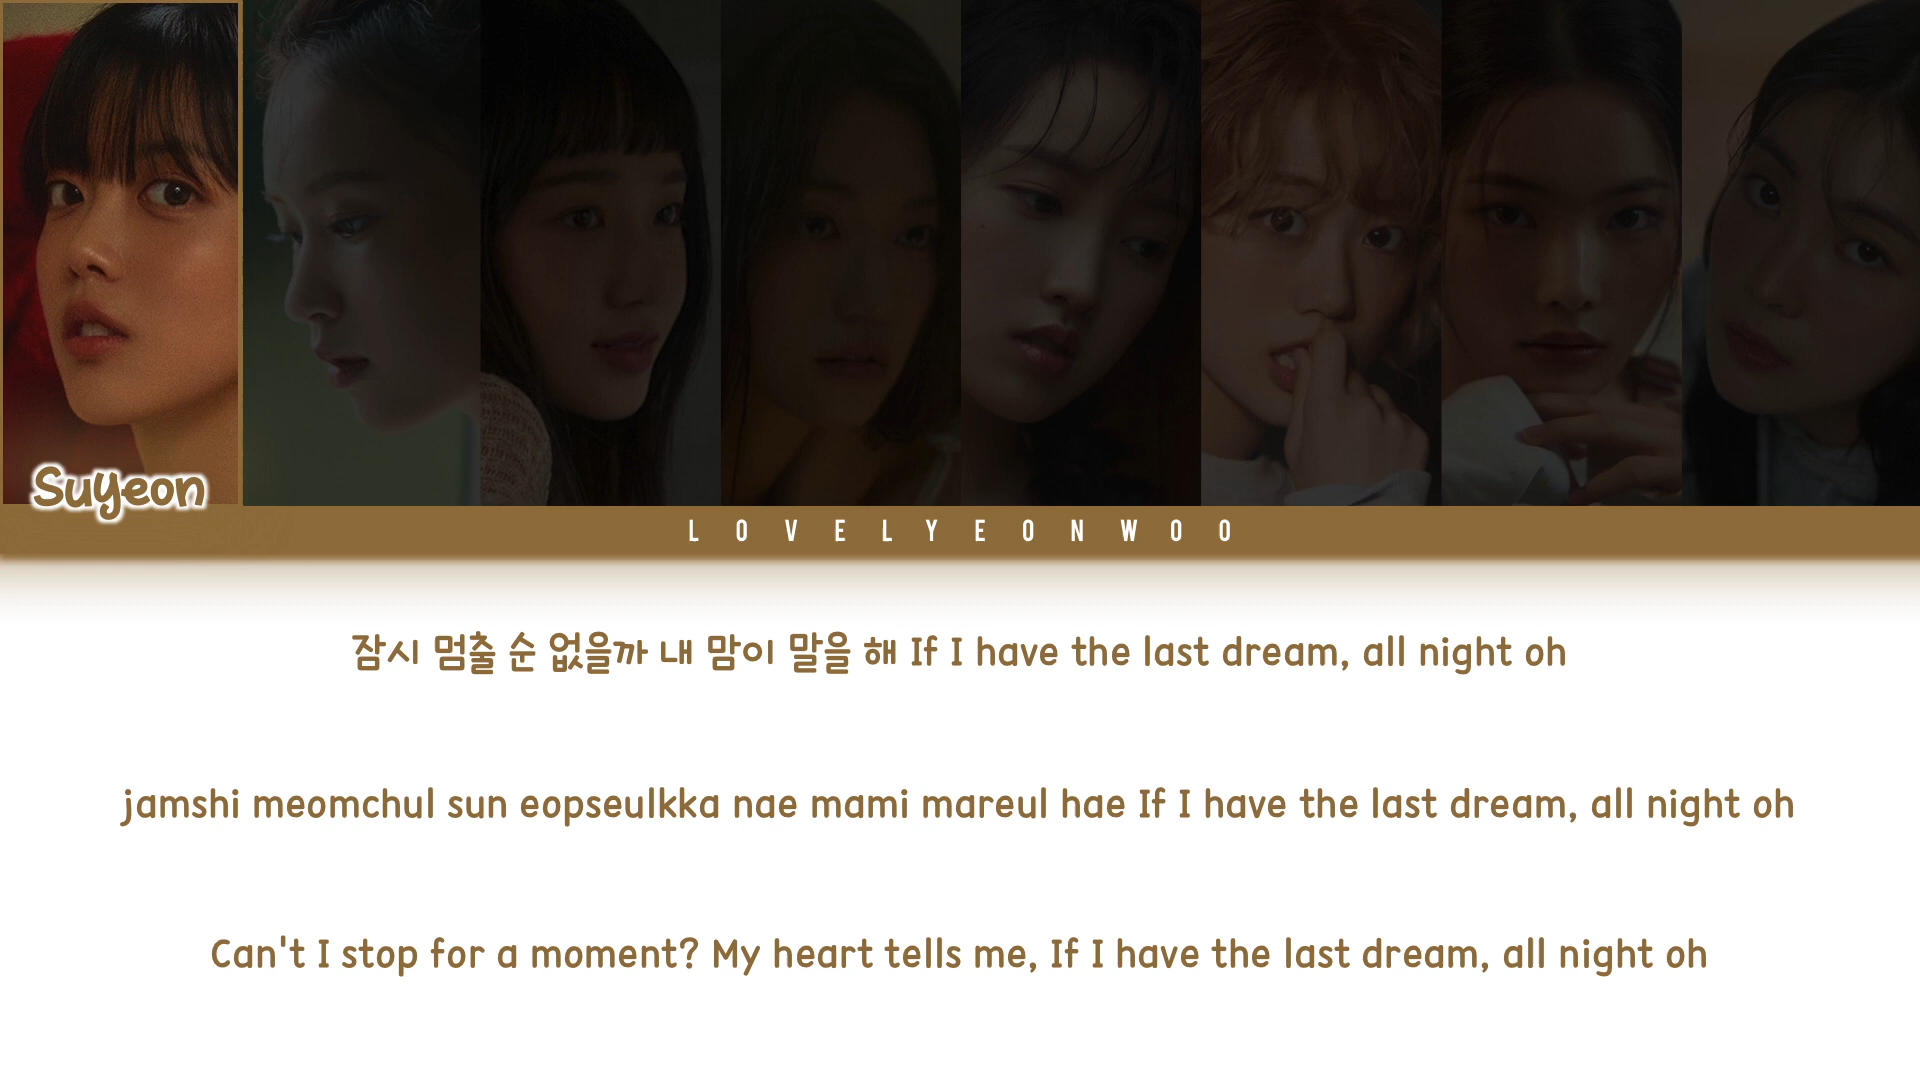 Suyeon
LOVELYEONWOO
잠시 멈출 순 없을까 내 맘이 말을 해 If I have the last dream, all night oh
jamshi meomchul sun eopseulkka nae mami mareul hae If I have the last dream, all night oh
Can't I stop for a moment? My heart tells me, If I have the last dream, all night oh